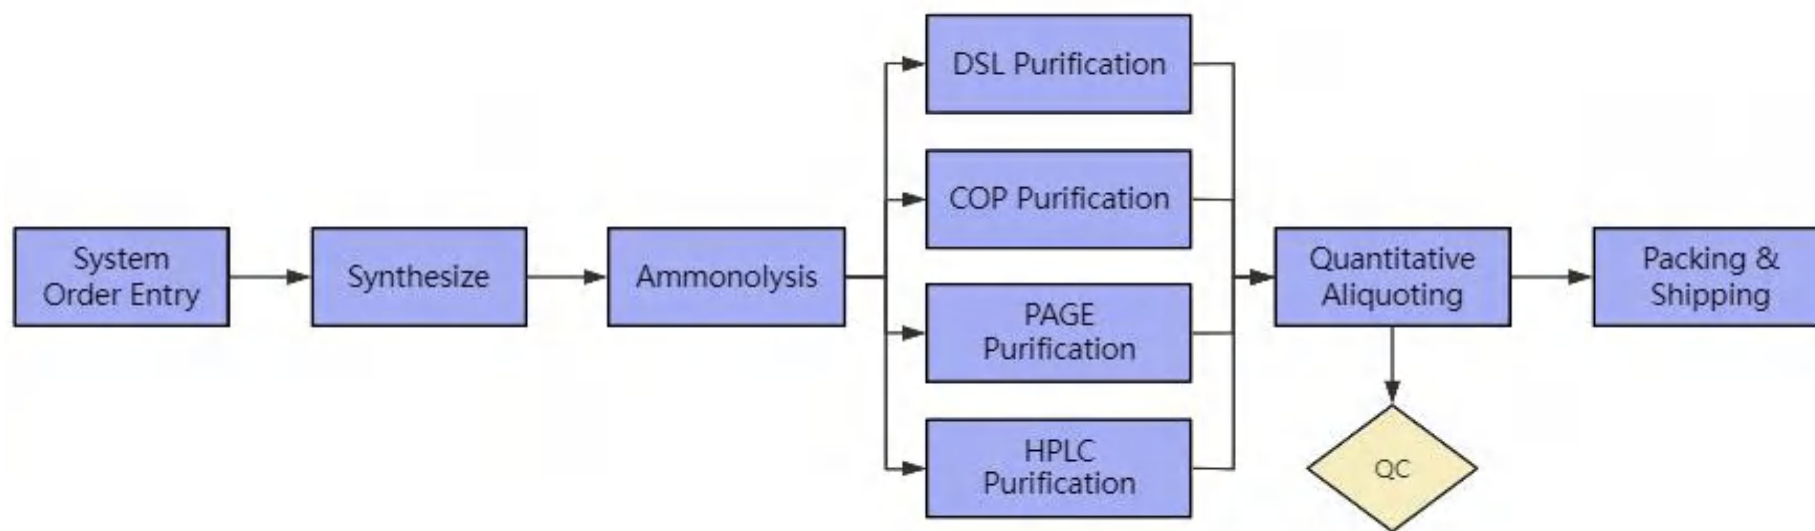 System
Order Entry
Synthesize
Ammonolysis
DSL Purification
COP Purification
PAGE
Purification
HPLC
Purification
Quantitative
Aliquoting
QC
Packing &
Shipping